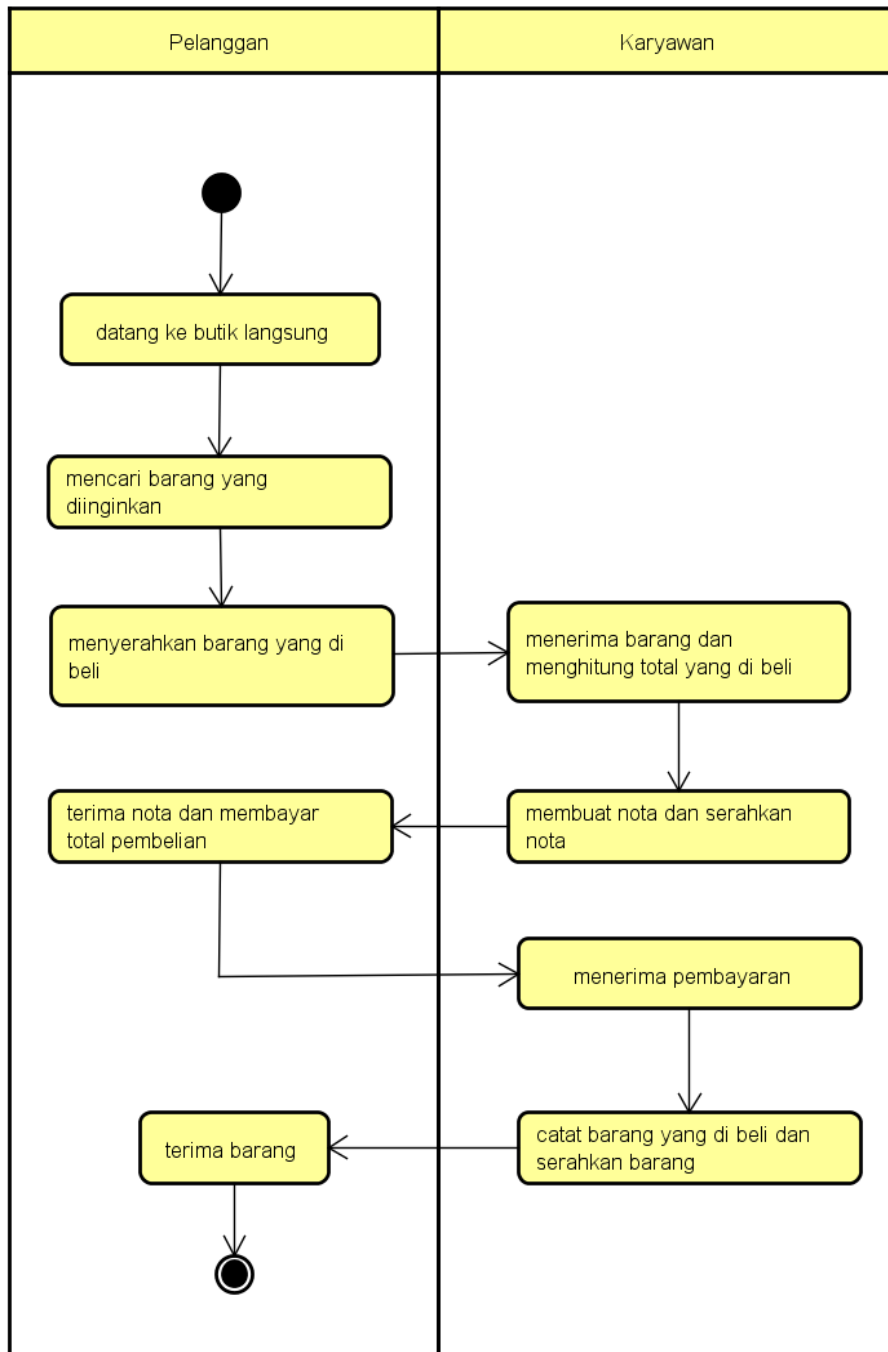 Pelanggan
Karyawan
datang ke butik langsung
mencari barang yang
diinginkan
menyerahkan barang yang di
beli
menerima barang dan
menghitung total yang di beli
membuat nota dan serahkan
nota
terima nota dan membayar
total pembelian
menerima pembayaran
catat barang yang di beli dan
serahkan barang
terima barang